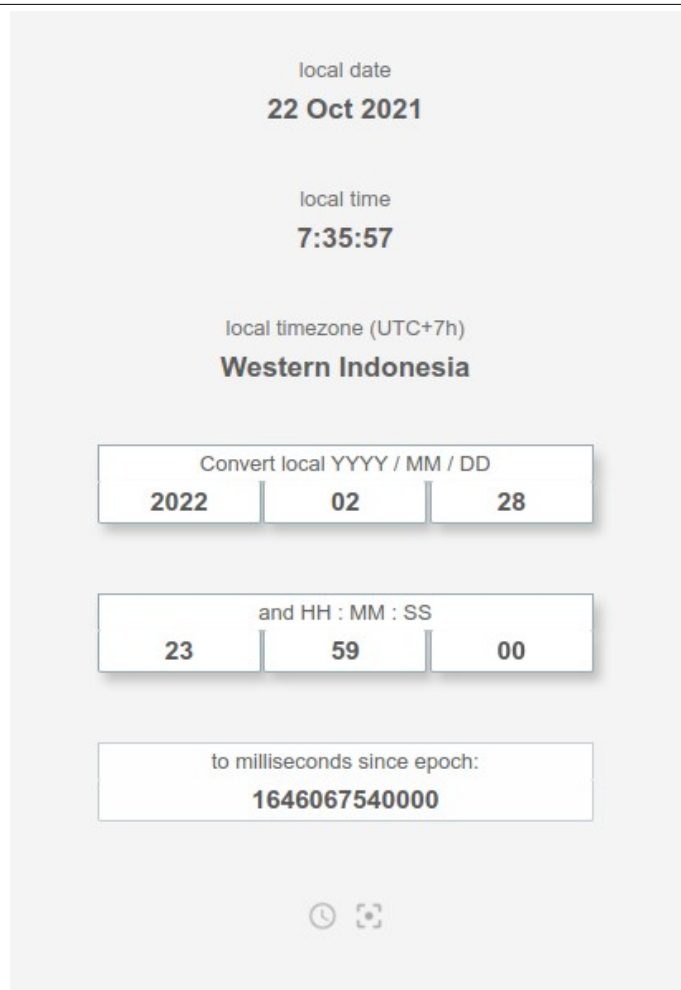 local date
22 Oct 2021
local time
7:35:57
local timezone (UTC+7h)
Western Indonesia
Convert local YYYY / MM / DD
2022 02 28
and HH : MM : SS
23 59 00
to milliseconds since epoch:
1646067540000